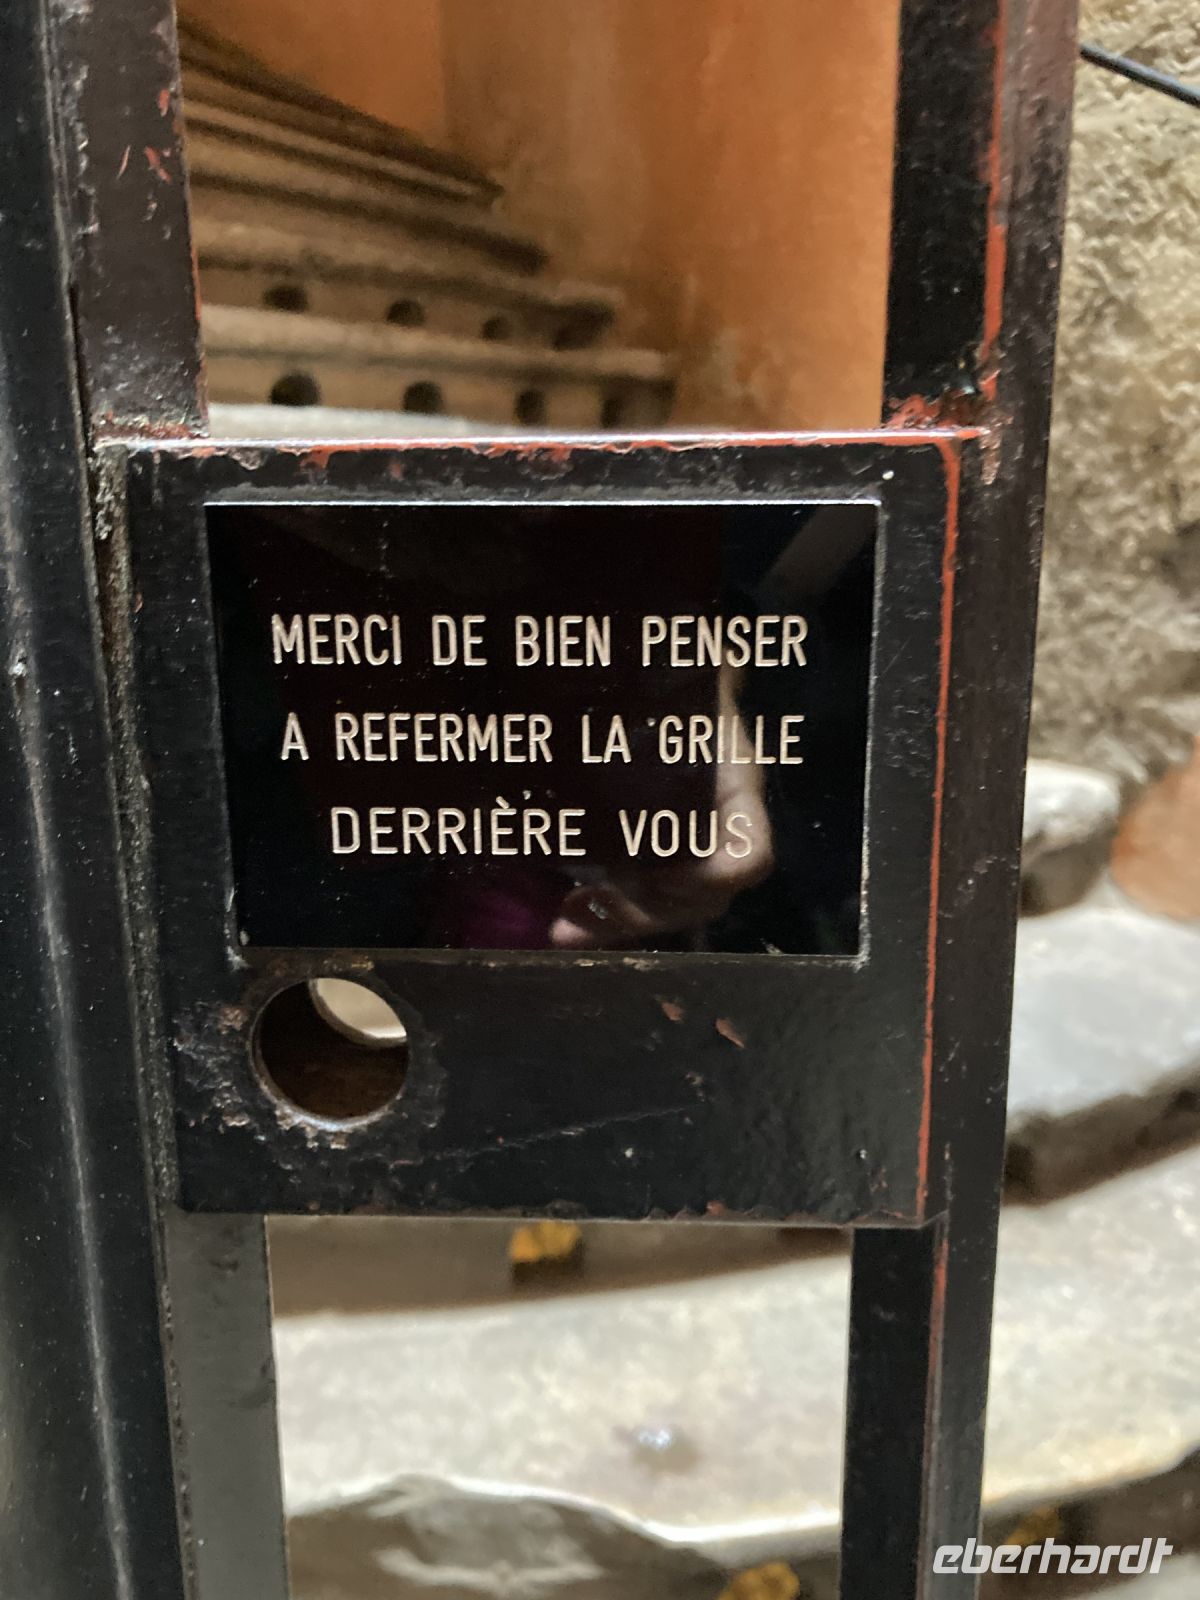 MERCI DE BIEN PENSER
A REFERMER LA GRILLE
DERRIÈRE VOUS
eberhardt